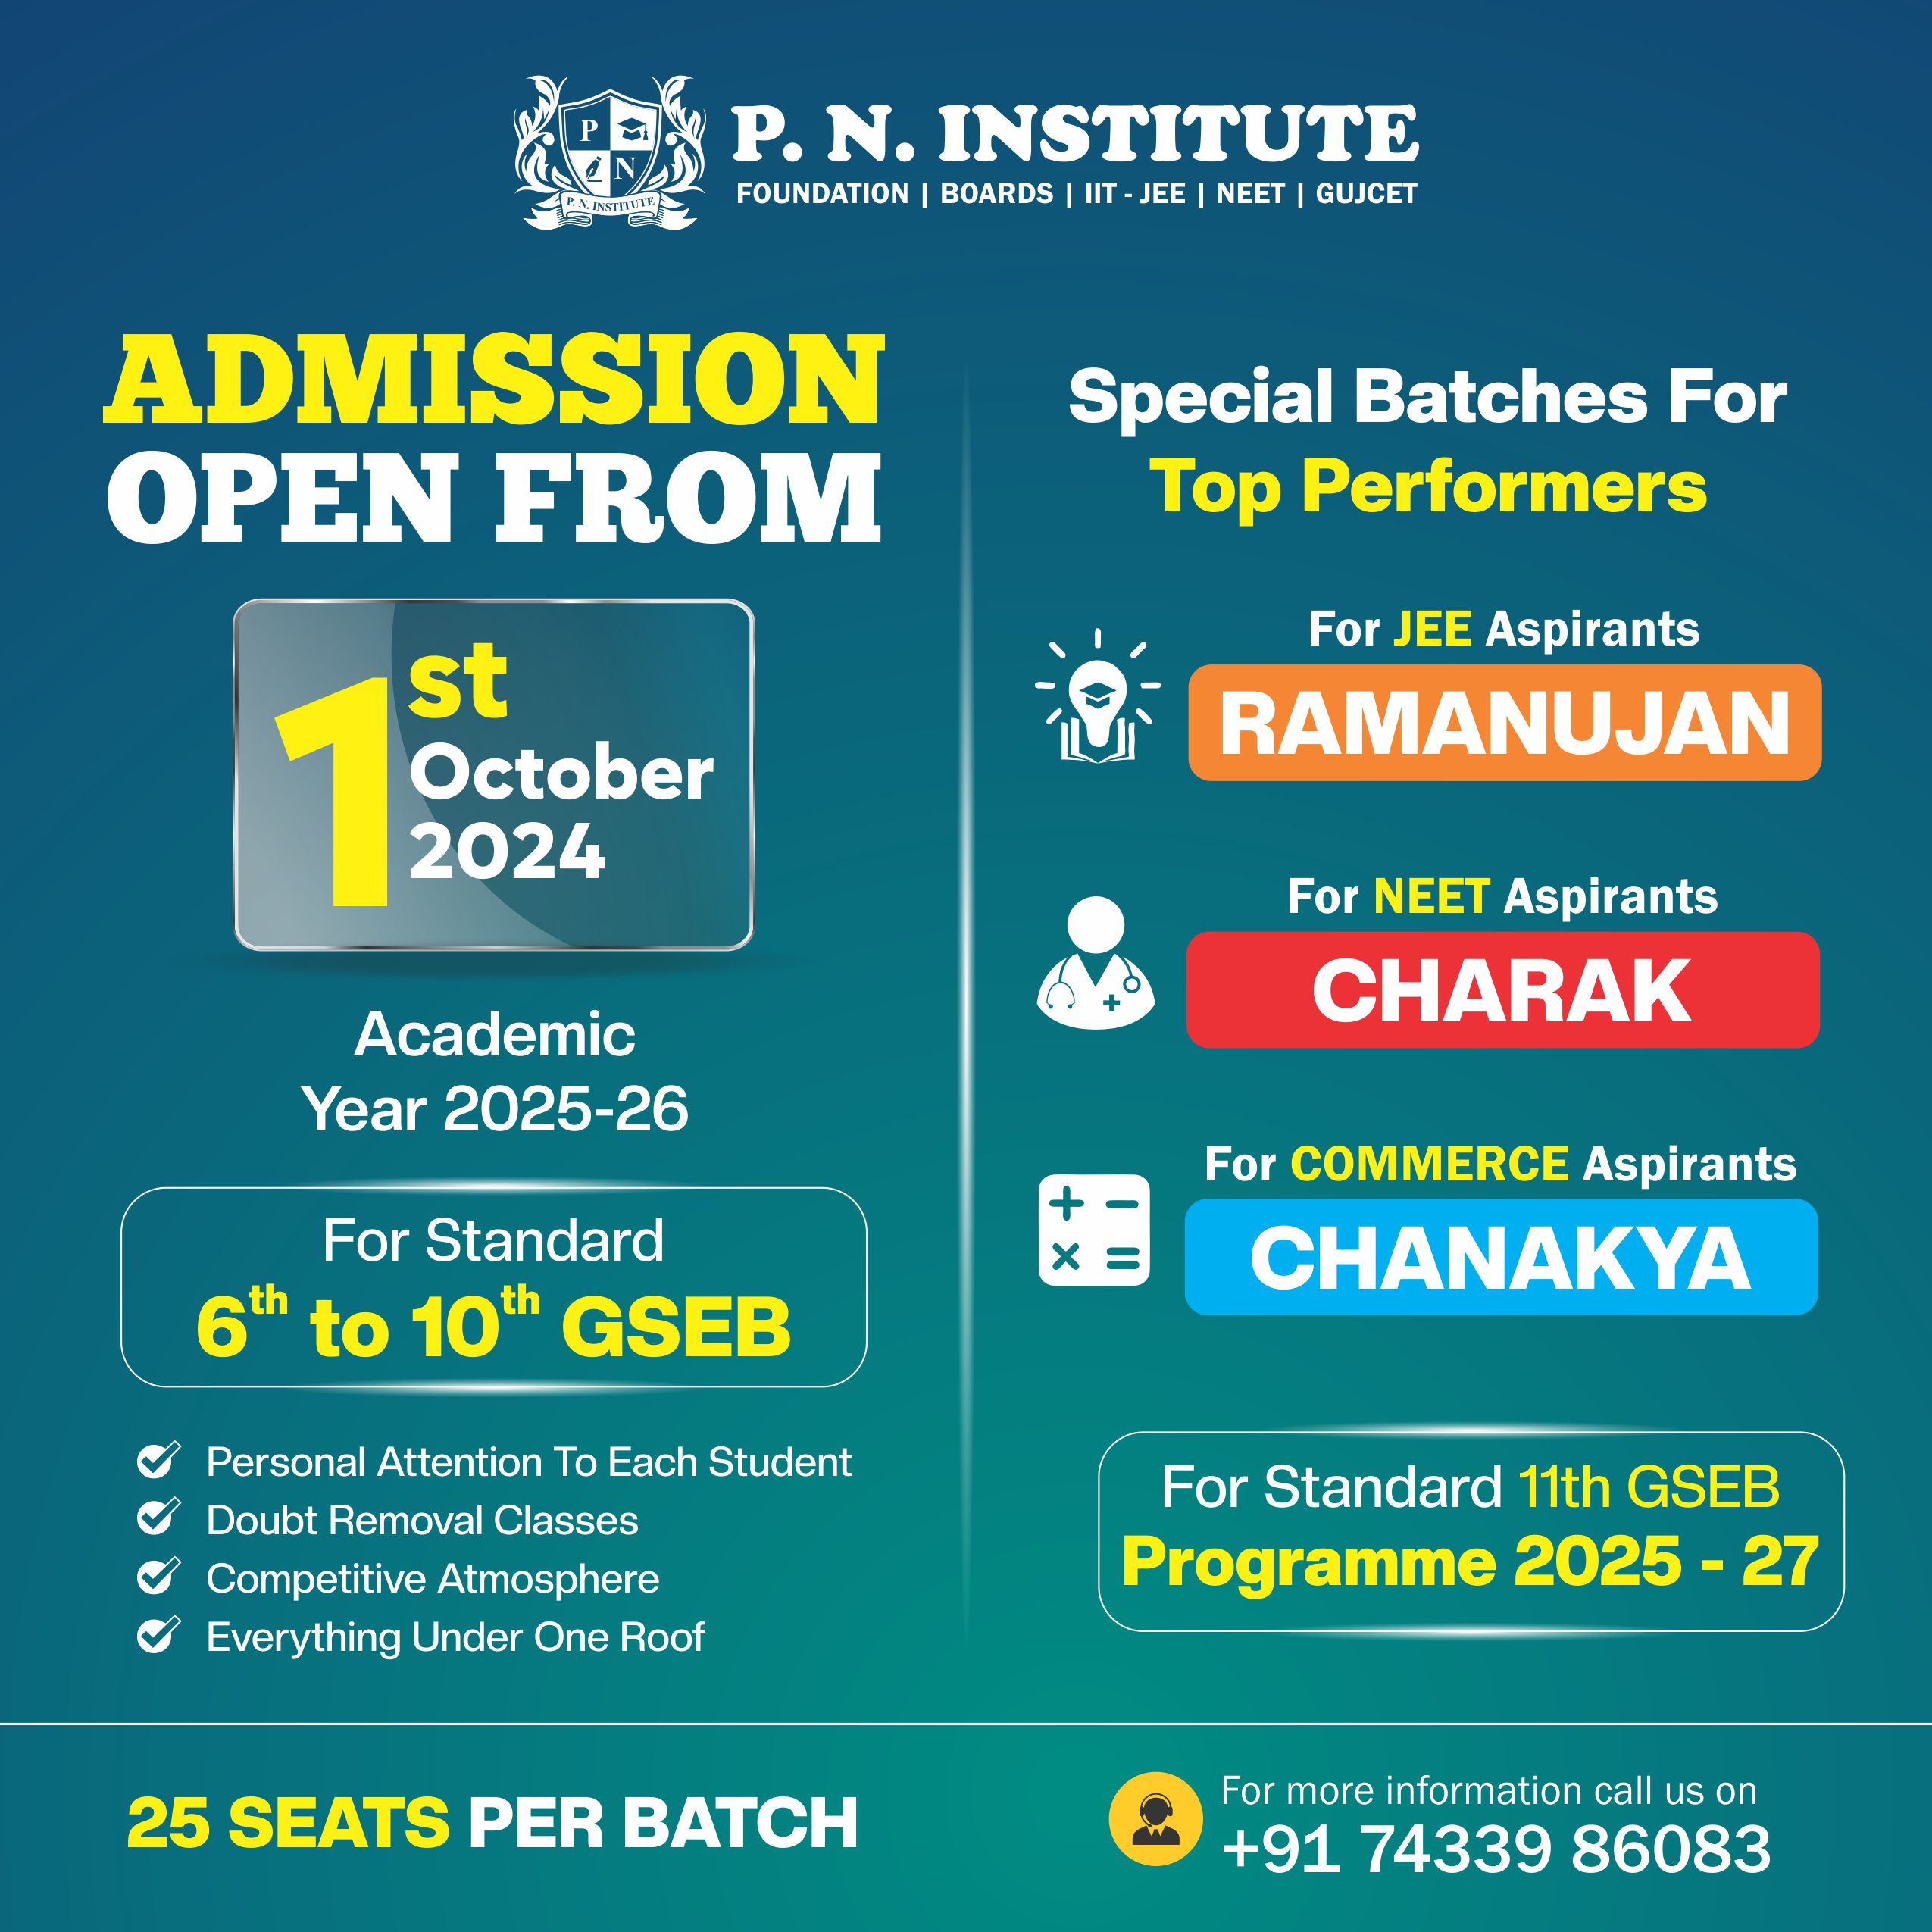 P
N
P. N. INSTITUTE
P. N. INSTITUTE
FOUNDATION | BOARDS | IIT - JEE | NEET | GUJCET
ADMISSION
OPEN FROM
1st
October
2024
Academic
Year 2025-26
For Standard
6th to 10th GSEB
Personal Attention To Each Student
Doubt Removal Classes
Competitive Atmosphere
Everything Under One Roof
Special Batches For
Top Performers
For JEE Aspirants
RAMANUJAN
For NEET Aspirants
CHARAK
For COMMERCE Aspirants
CHANAKYA
For Standard 11th GSEB
Programme 2025 - 27
25 SEATS PER BATCH
For more information call us on
+91 74339 86083